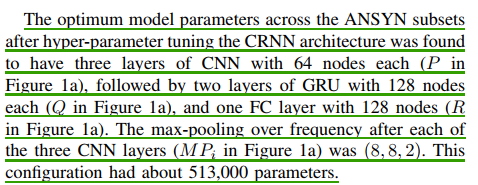 The optimum model parameters across the ANSYN subsets
after hyper-parameter tuning the CRNN architecture was found
to have three layers of CNN with 64 nodes each (P in
Figure 1a), followed by two layers of GRU with 128 nodes
each (Q in Figure 1a), and one FC layer with 128 nodes (R
in Figure 1a). The max-pooling over frequency after each of
the three CNN layers (MPᵢ in Figure 1a) was (8, 8, 2). This
configuration had about 513,000 parameters.